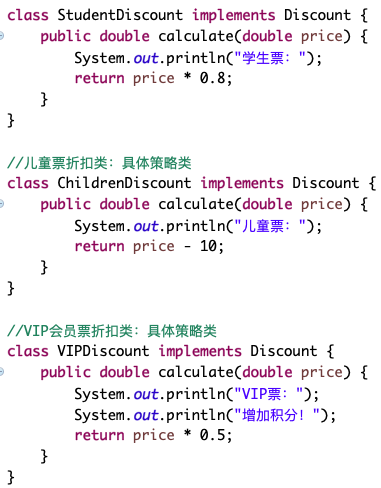 class StudentDiscount implements Discount {
    public double calculate(double price) {
        System.out.println("学生票：");
        return price * 0.8;
    }
}

//儿童票折扣类：具体策略类
class ChildrenDiscount implements Discount {
    public double calculate(double price) {
        System.out.println("儿童票：");
        return price - 10;
    }
}

//VIP会员票折扣类：具体策略类
class VIPDiscount implements Discount {
    public double calculate(double price) {
        System.out.println("VIP票：");
        System.out.println("增加积分！");
        return price * 0.5;
    }
}